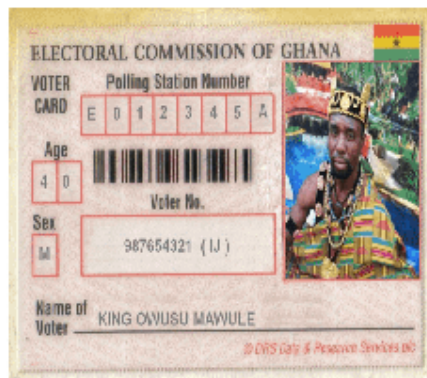 ELECTORAL COMMISSION OF GHANA
VOTER CARD
Polling Station Number
E 0 1 2 3 4 5 A
Age
4 0
Voter No.
Sex
M
987654321 (IJ)
Name of Voter KING OWUSU MAWULE
© DRS Data & Research Services plc